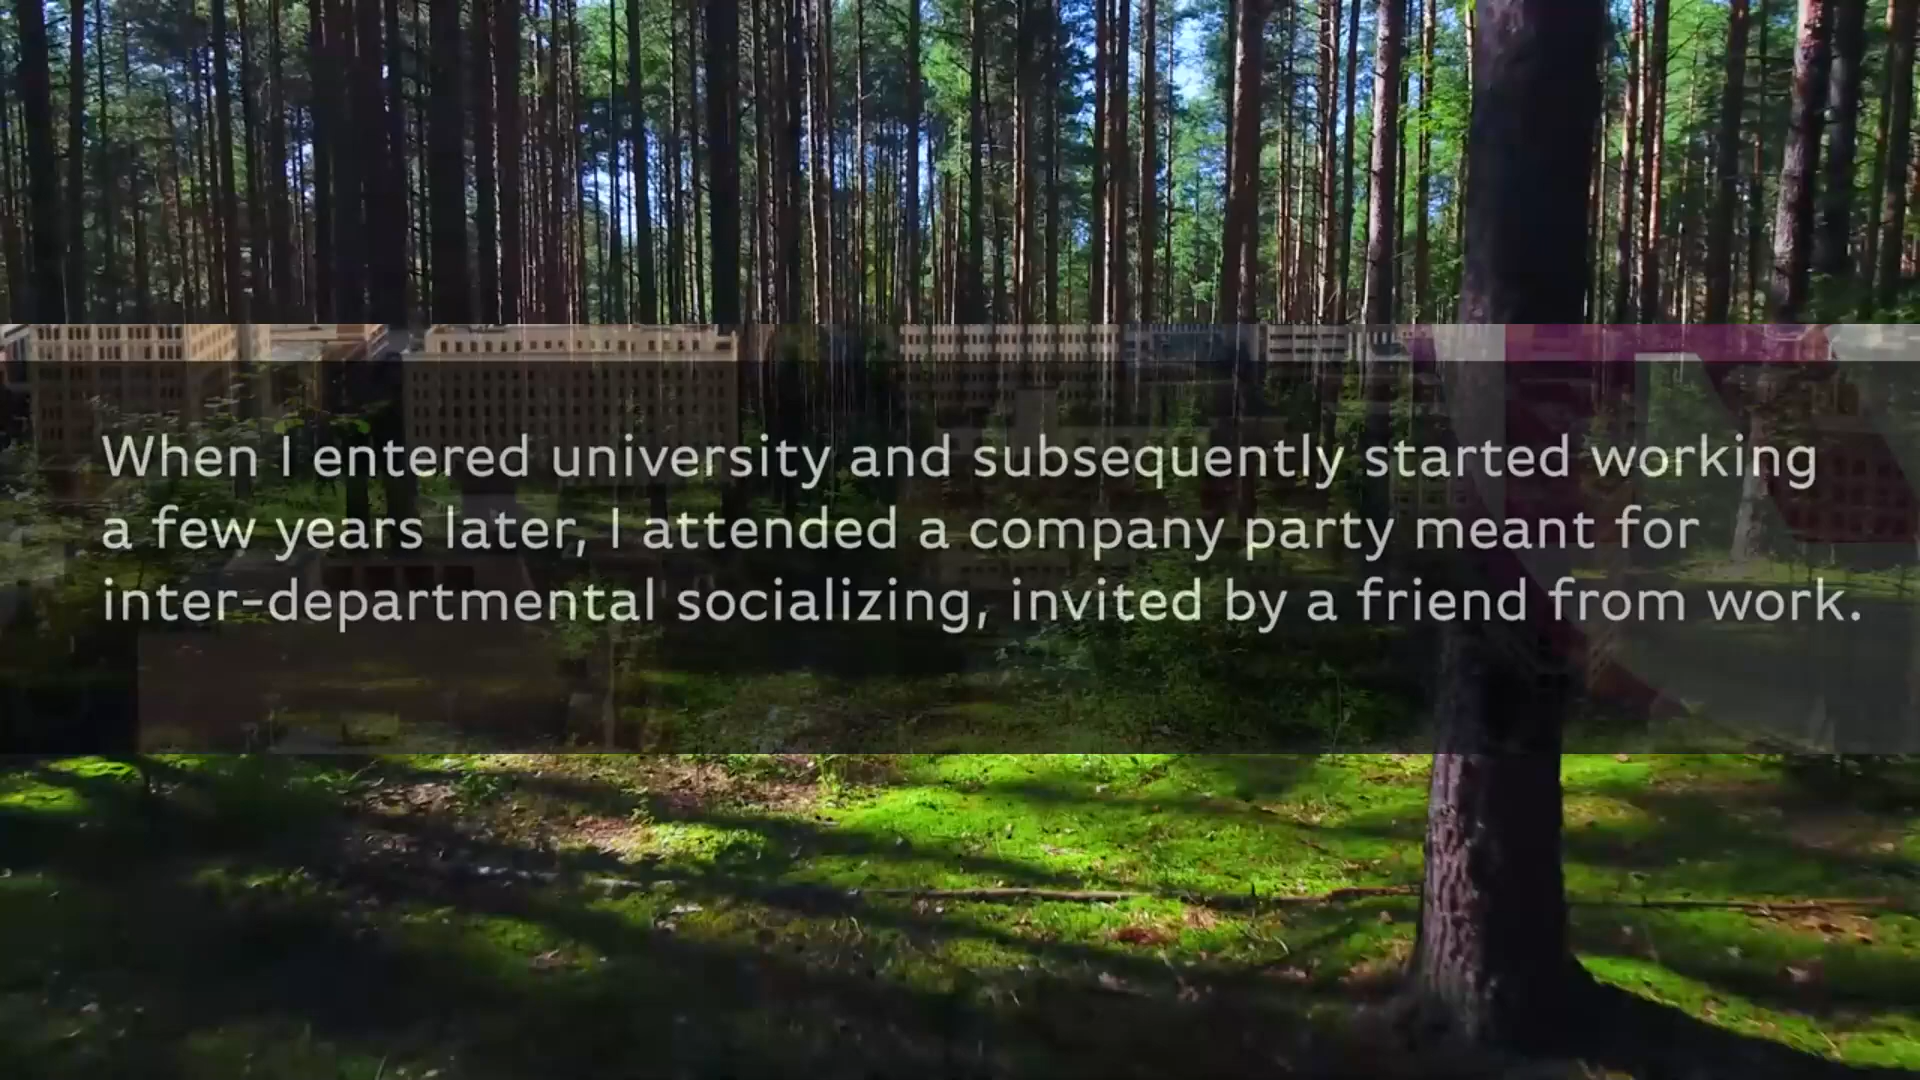 When I entered university and subsequently started working
a few years later, I attended a company party meant for
inter-departmental socializing, invited by a friend from work.